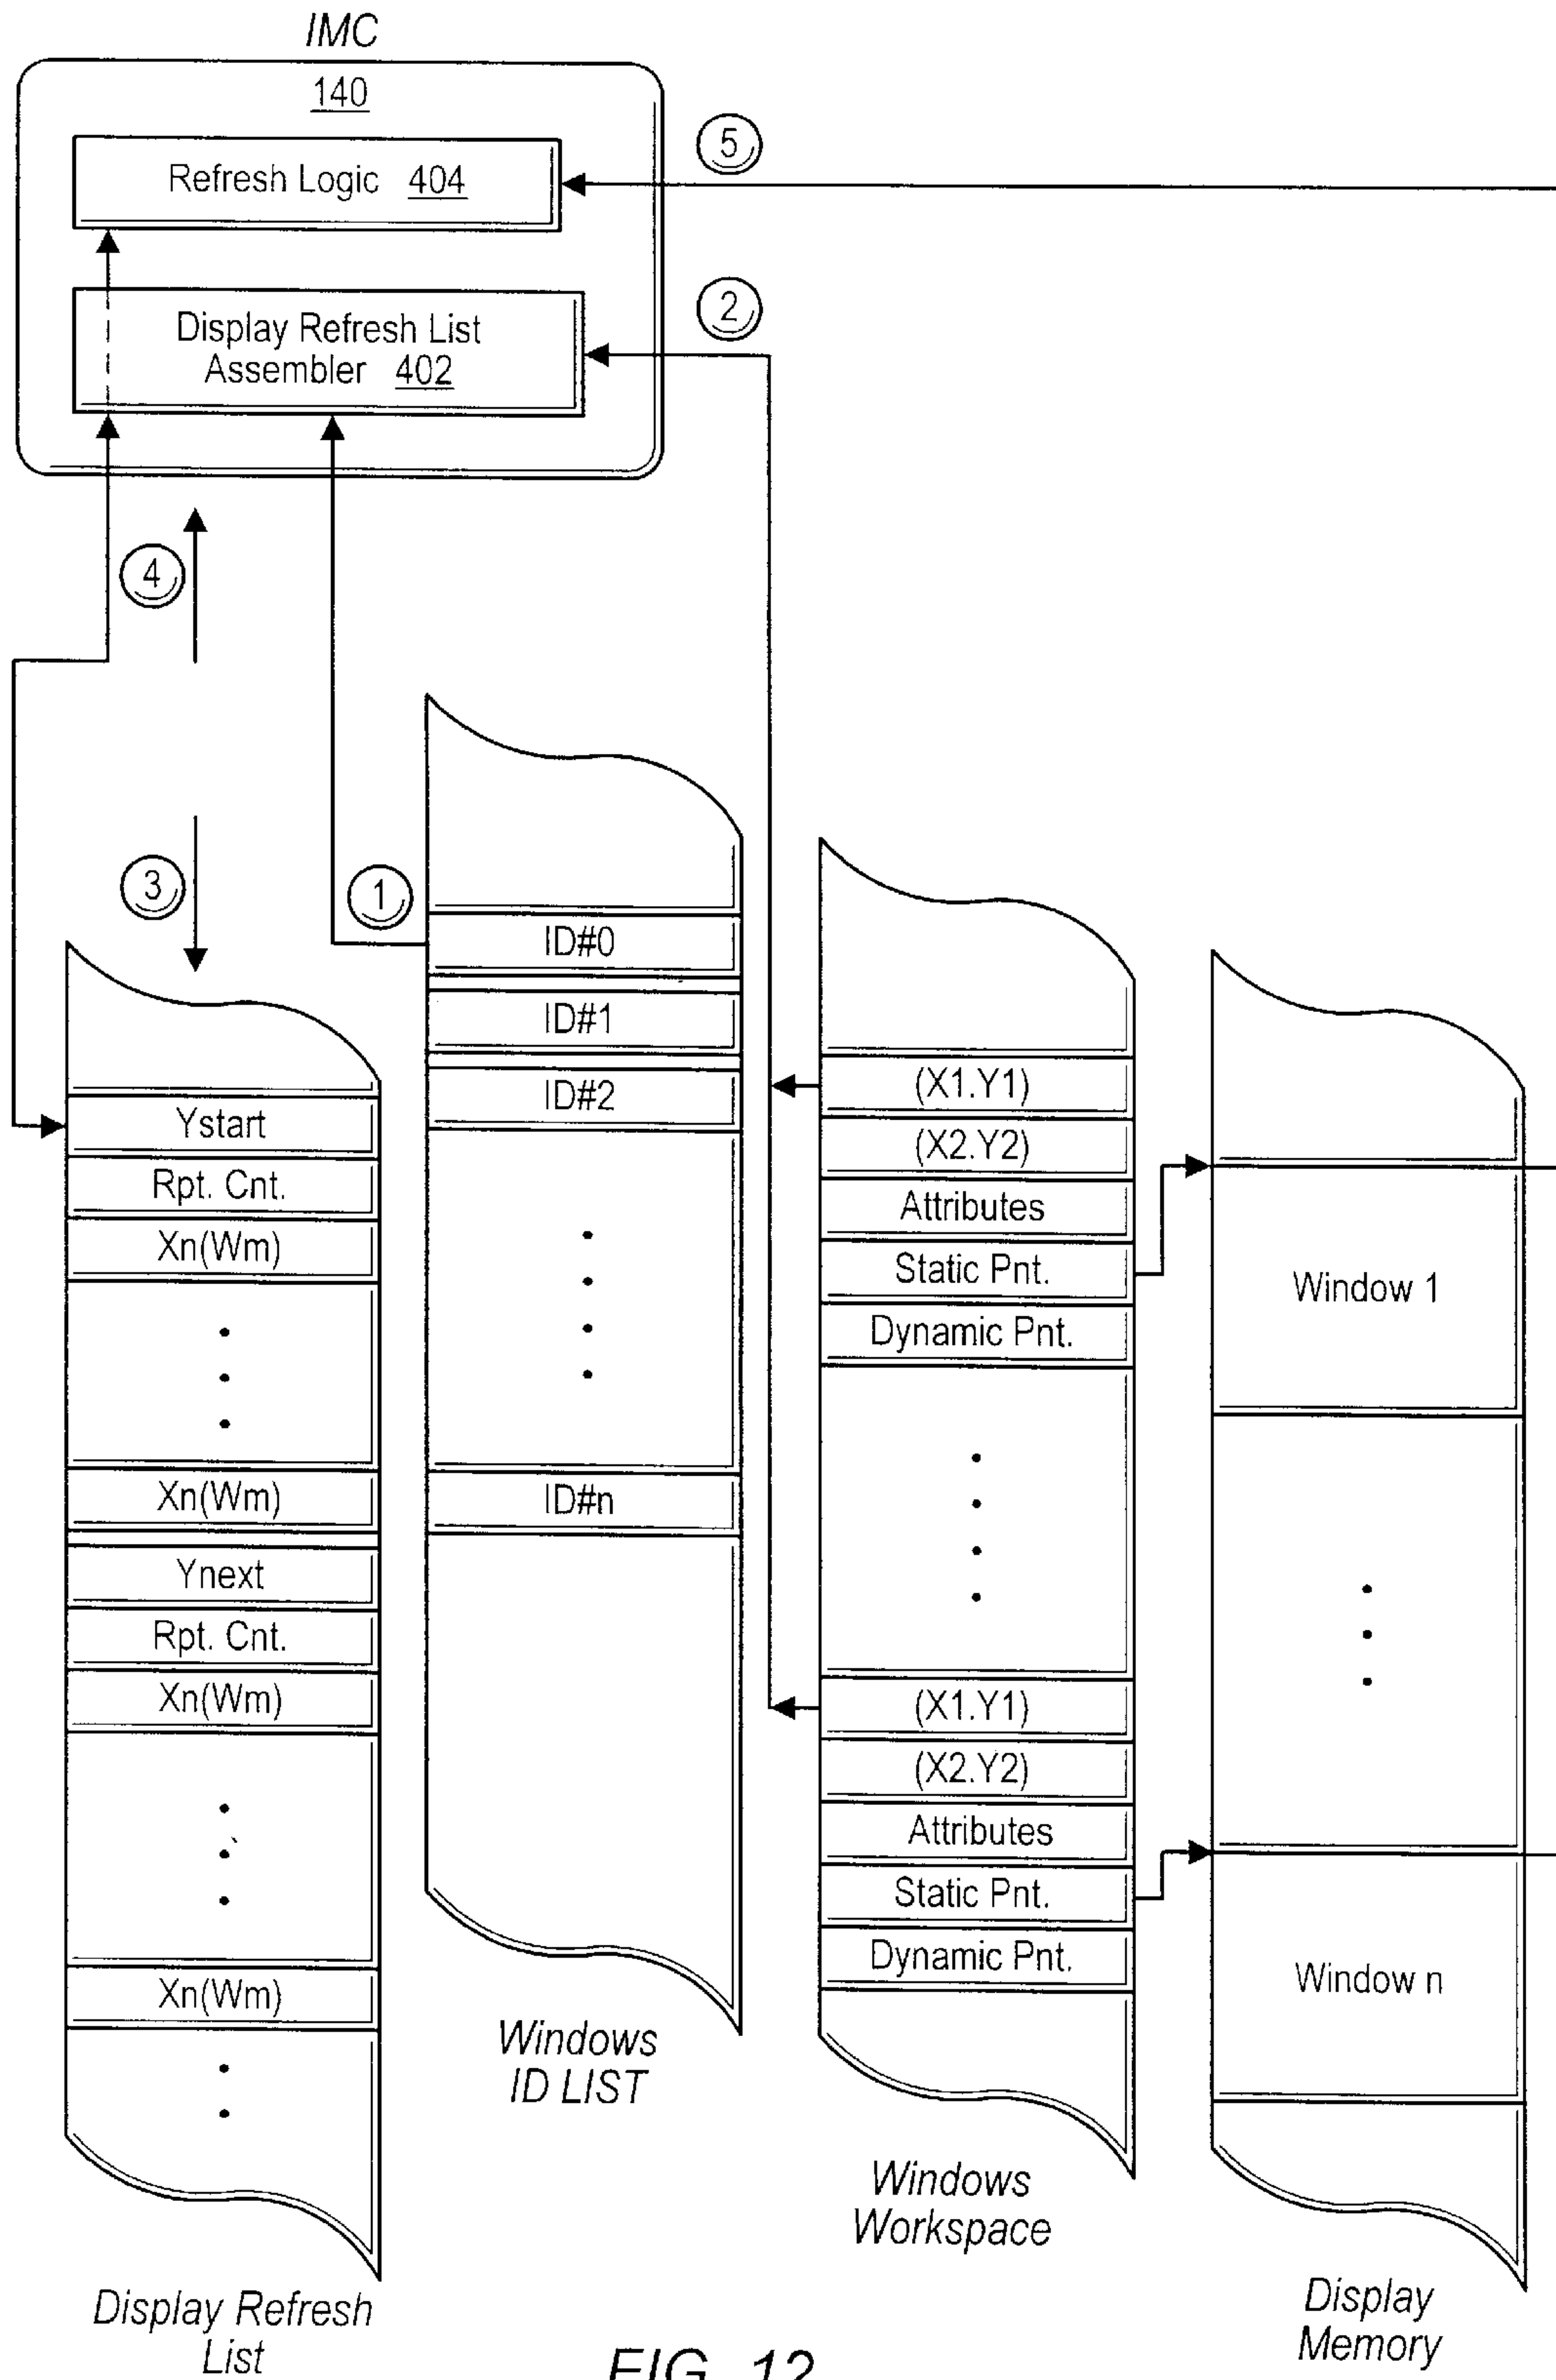 IMC
140
Refresh Logic 404
5
Display Refresh List
Assembler 402
2
4
3
1
Ystart
Rpt. Cnt.
Xn(Wm)
Xn(Wm)
Ynext
Rpt. Cnt.
Xn(Wm)
Xn(Wm)
Display Refresh
List
ID#0
ID#1
ID#2
ID#n
Windows
ID LIST
(X1.Y1)
(X2.Y2)
Attributes
Static Pnt.
Dynamic Pnt.
(X1.Y1)
(X2.Y2)
Attributes
Static Pnt.
Dynamic Pnt.
Windows
Workspace
Window 1
Window n
Display
Memory
FIG. 12